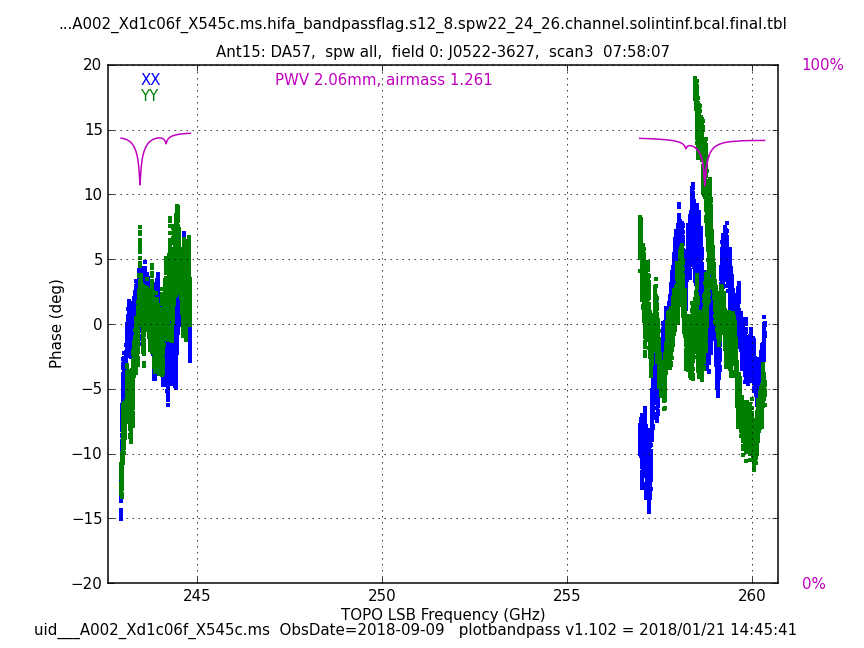 ...A002_Xd1c06f_X545c.ms.hifa_bandpassflag.s12_8.spw22_24_26.channel.solintinf.bcal.final.tbl
Ant15: DA57,  spw all,  field 0: J0522-3627,  scan3  07:58:07
XX
YY
PWV 2.06mm, airmass 1.261
100%
0%
20
15
10
5
0
−5
−10
−15
−20
Phase (deg)
245
250
255
260
TOPO LSB Frequency (GHz)
uid___A002_Xd1c06f_X545c.ms  ObsDate=2018-09-09   plotbandpass v1.102 = 2018/01/21 14:45:41